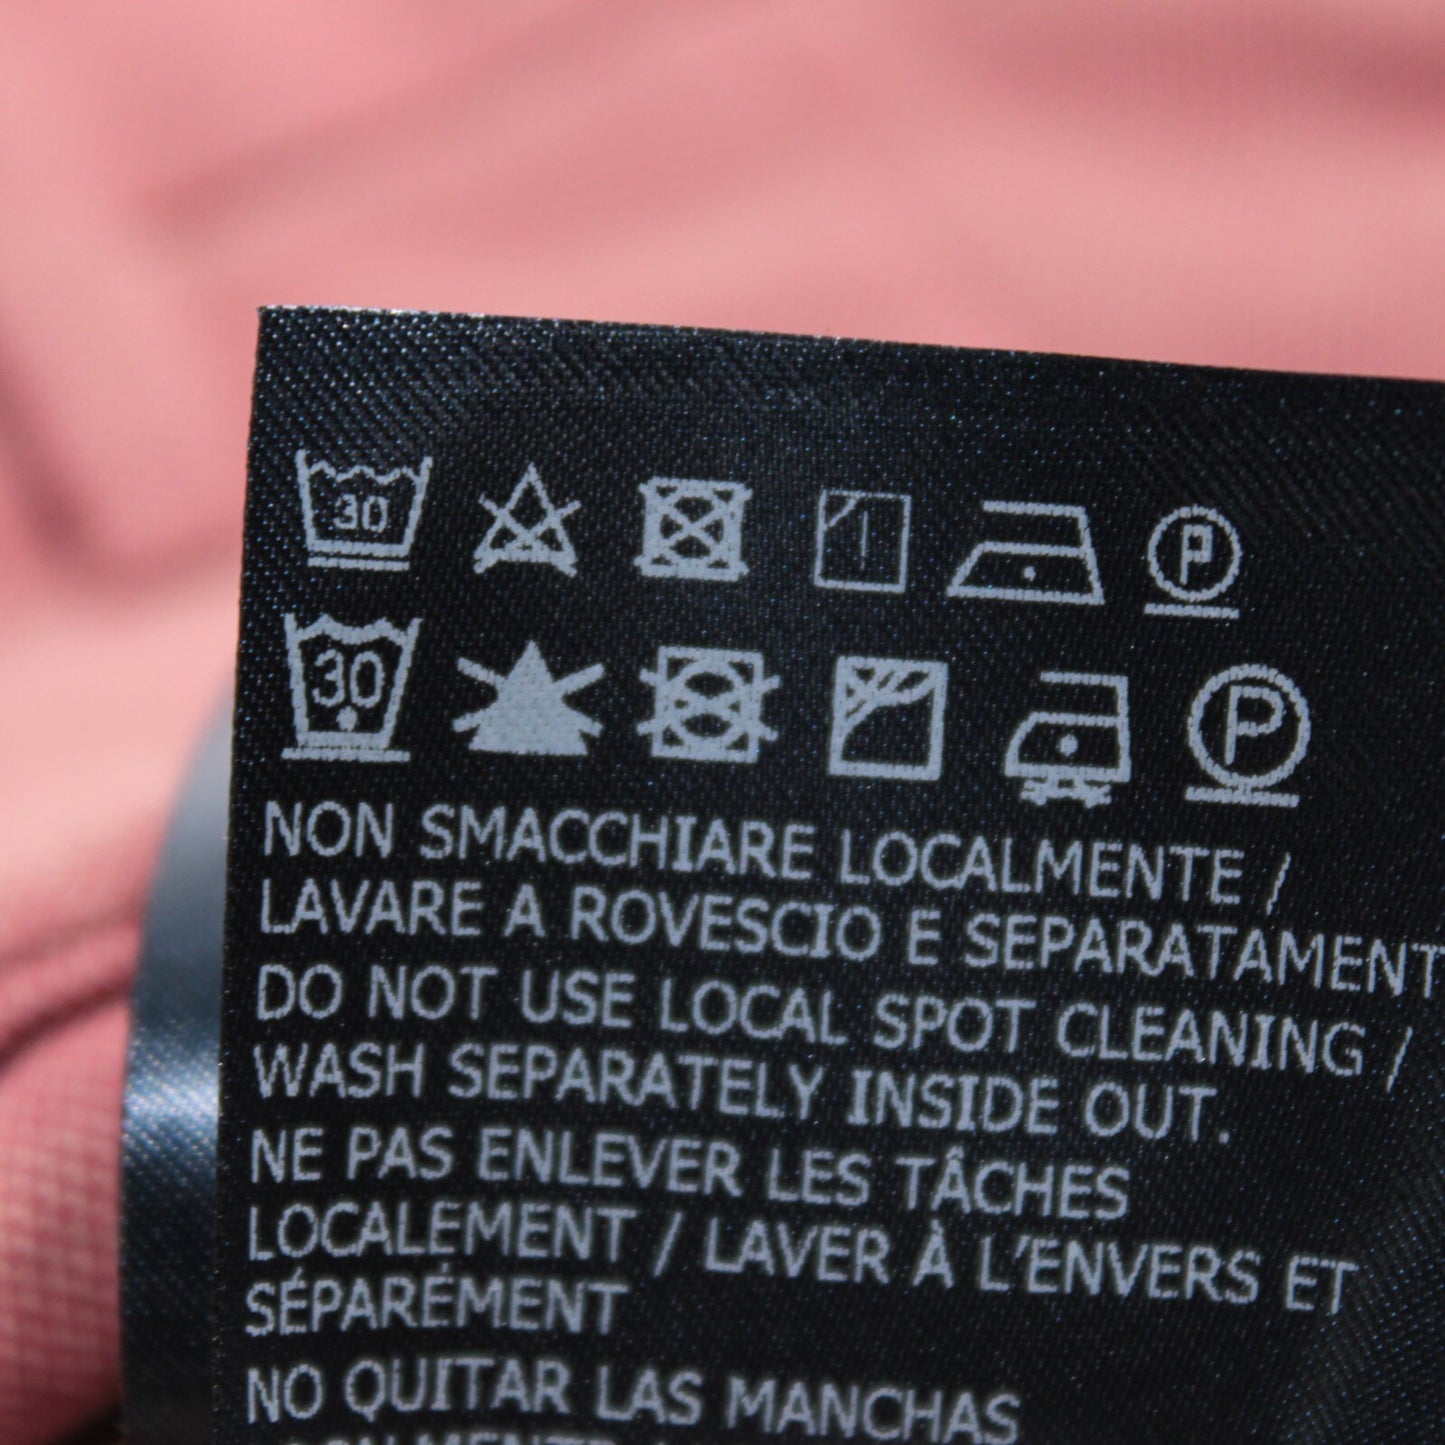 30 P
30 P
NON SMACCHIARE LOCALMENTE /
LAVARE A ROVESCIO E SEPARATAMENT
DO NOT USE LOCAL SPOT CLEANING /
WASH SEPARATELY INSIDE OUT.
NE PAS ENLEVER LES TÂCHES
LOCALEMENT / LAVER À L'ENVERS ET
SÉPARÉMENT
NO QUITAR LAS MANCHAS